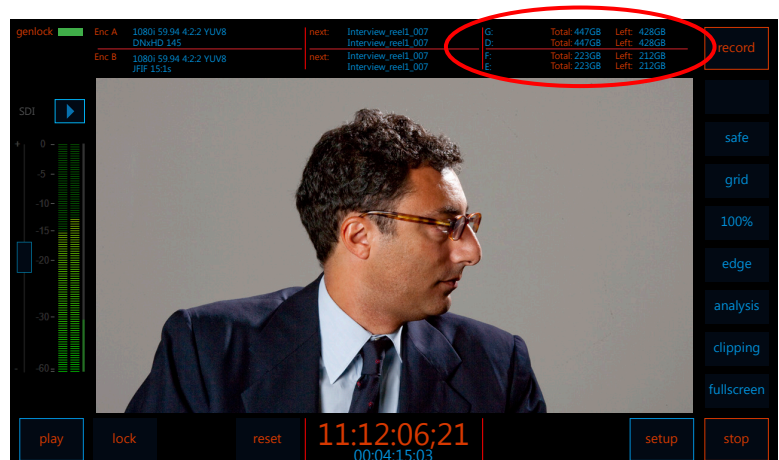 genlock
Enc A 1080i 59.94 4:2:2 YUV8
DNxHD 145
Enc B 1080i 59.94 4:2:2 YUV8
JFIF 15:1s
next: Interview_reel1_007
Interview_reel1_007
next: Interview_reel1_007
Interview_reel1_007
G: Total: 447GB Left: 428GB
D: Total: 447GB Left: 428GB
F: Total: 223GB Left: 212GB
E: Total: 223GB Left: 212GB
record
SDI
+ 0 -
-5 -
-10-
-15-
-20-
-30-
- -60-
safe
grid
100%
edge
analysis
clipping
fullscreen
play
lock
reset
11:12:06;21
00:04:15:03
setup
stop